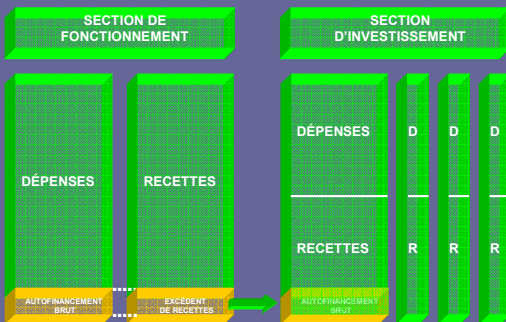 SECTION DE
FONCTIONNEMENT
SECTION
D'INVESTISSEMENT
DÉPENSES
RECETTES
DÉPENSES
D
D
D
RECETTES
R
R
R
AUTOFINANCEMENT
BRUT
EXCÉDENT
DE RECETTES
AUTOFINANCEMENT
BRUT